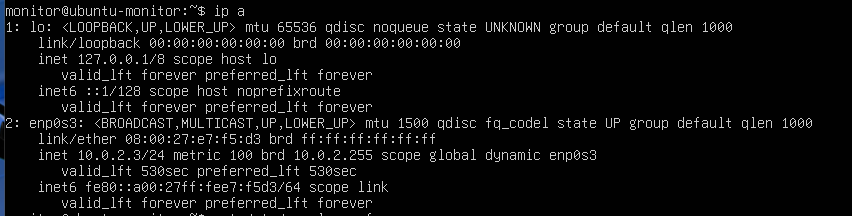 monitor@ubuntu-monitor:~$ ip a
1: lo: <LOOPBACK,UP,LOWER_UP> mtu 65536 qdisc noqueue state UNKNOWN group default qlen 1000
    link/loopback 00:00:00:00:00:00 brd 00:00:00:00:00:00
    inet 127.0.0.1/8 scope host lo
       valid_lft forever preferred_lft forever
    inet6 ::1/128 scope host noprefixroute
       valid_lft forever preferred_lft forever
2: enp0s3: <BROADCAST,MULTICAST,UP,LOWER_UP> mtu 1500 qdisc fq_codel state UP group default qlen 1000
    link/ether 08:00:27:e7:f5:d3 brd ff:ff:ff:ff:ff:ff
    inet 10.0.2.3/24 metric 100 brd 10.0.2.255 scope global dynamic enp0s3
       valid_lft 530sec preferred_lft 530sec
    inet6 fe80::a00:27ff:fee7:f5d3/64 scope link
       valid_lft forever preferred_lft forever